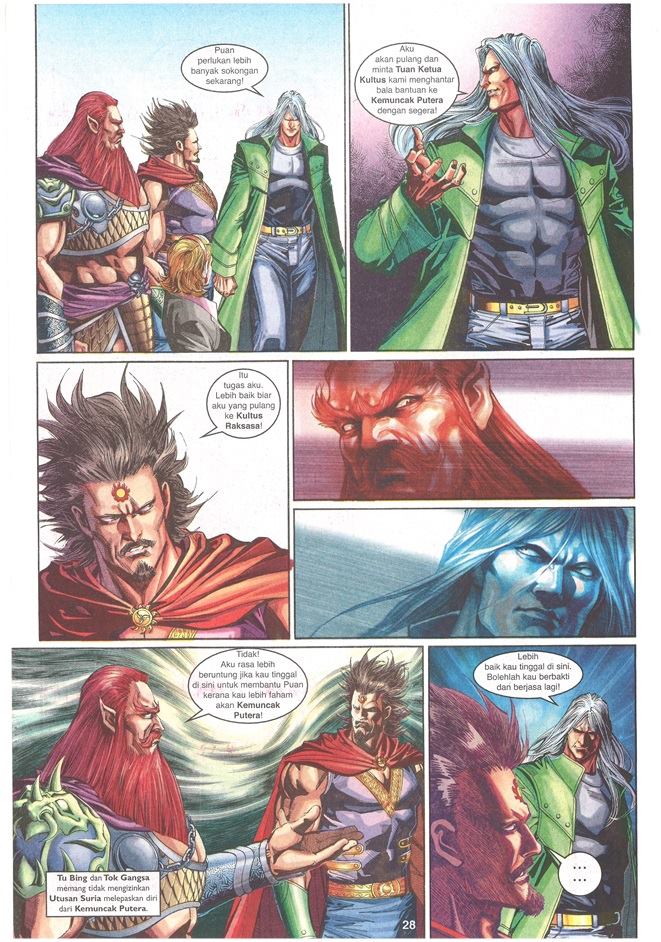 Puan
perlukan lebih
banyak sokongan
sekarang!
Aku
akan pulang dan
minta Tuan Ketua
Kultus kami menghantar
bala bantuan ke
Kemuncak Putera
dengan segera!
Itu
tugas aku.
Lebih baik biar
aku yang pulang
ke Kultus
Raksasa!
Tidak!
Aku rasa lebih
beruntung jika kau tinggal
di sini untuk membantu Puan
kerana kau lebih faham
akan Kemuncak
Putera!
Tu Bing dan Tok Gangsa
memang tidak mengizinkan
Utusan Suria melepaskan diri
dari Kemuncak Putera.
Lebih
baik kau tinggal di sini.
Bolehlah kau berbakti
dan berjasa lagi!
...
...
28